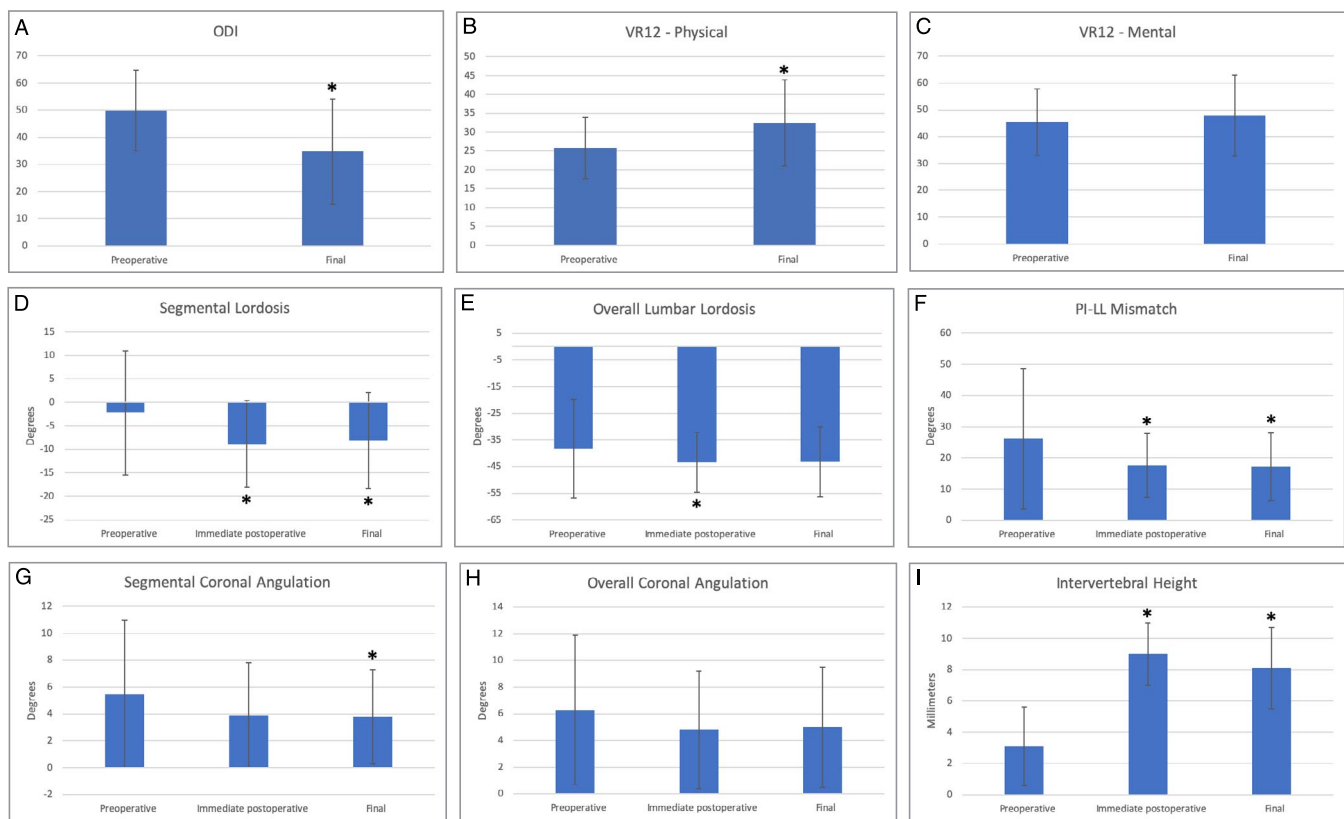 A
ODI
70
60
50
40
30
20
10
0
*
Preoperative
Final
B
VR12 - Physical
50
45
40
35
30
25
20
15
10
5
0
*
Preoperative
Final
C
VR12 - Mental
70
60
50
40
30
20
10
0
Preoperative
Final
D
Segmental Lordosis
Degrees
15
10
5
0
-5
-10
-15
-20
-25
*
*
Preoperative
Immediate postoperative
Final
E
Overall Lumbar Lordosis
Degrees
5
-5
-15
-25
-35
-45
-55
-65
*
Preoperative
Immediate postoperative
Final
F
PI-LL Mismatch
Degrees
60
50
40
30
20
10
0
*
*
Preoperative
Immediate postoperative
Final
G
Segmental Coronal Angulation
Degrees
12
10
8
6
4
2
0
-2
*
Preoperative
Immediate postoperative
Final
H
Overall Coronal Angulation
Degrees
14
12
10
8
6
4
2
0
Preoperative
Immediate postoperative
Final
I
Intervertebral Height
Millimeters
12
10
8
6
4
2
0
*
*
Preoperative
Immediate postoperative
Final